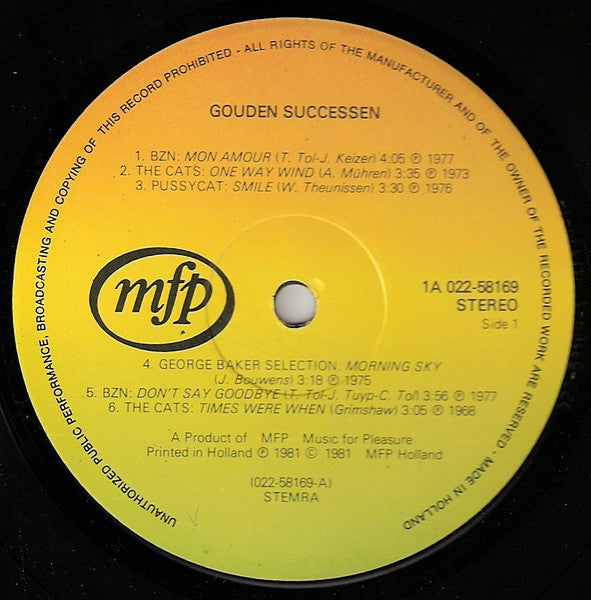 UNAUTHORIZED PUBLIC PERFORMANCE, BROADCASTING AND COPYING OF THIS RECORD PROHIBITED - ALL RIGHTS OF THE MANUFACTURER AND OF THE OWNER OF THE RECORDED WORK ARE RESERVED - MADE IN HOLLAND
GOUDEN SUCCESSEN
1. BZN: MON AMOUR (T. Tol-J. Keizer) 4:05 ℗ 1977
2. THE CATS: ONE WAY WIND (A. Mühren) 3:35 ℗ 1973
3. PUSSYCAT: SMILE (W. Theunissen) 3:30 ℗ 1976
mfp
1A 022-58169
STEREO
Side 1
4. GEORGE BAKER SELECTION: MORNING SKY
(J. Bouwens) 3:18 ℗ 1975
5. BZN: DON'T SAY GOODBYE (T. Tol-J. Tuyp-C. Tol) 3:56 ℗ 1977
6. THE CATS: TIMES WERE WHEN (Grimshaw) 3:05 ℗ 1968
A Product of MFP Music for Pleasure
Printed in Holland ℗ 1981 © 1981 MFP Holland
(022-58169-A)
STEMRA